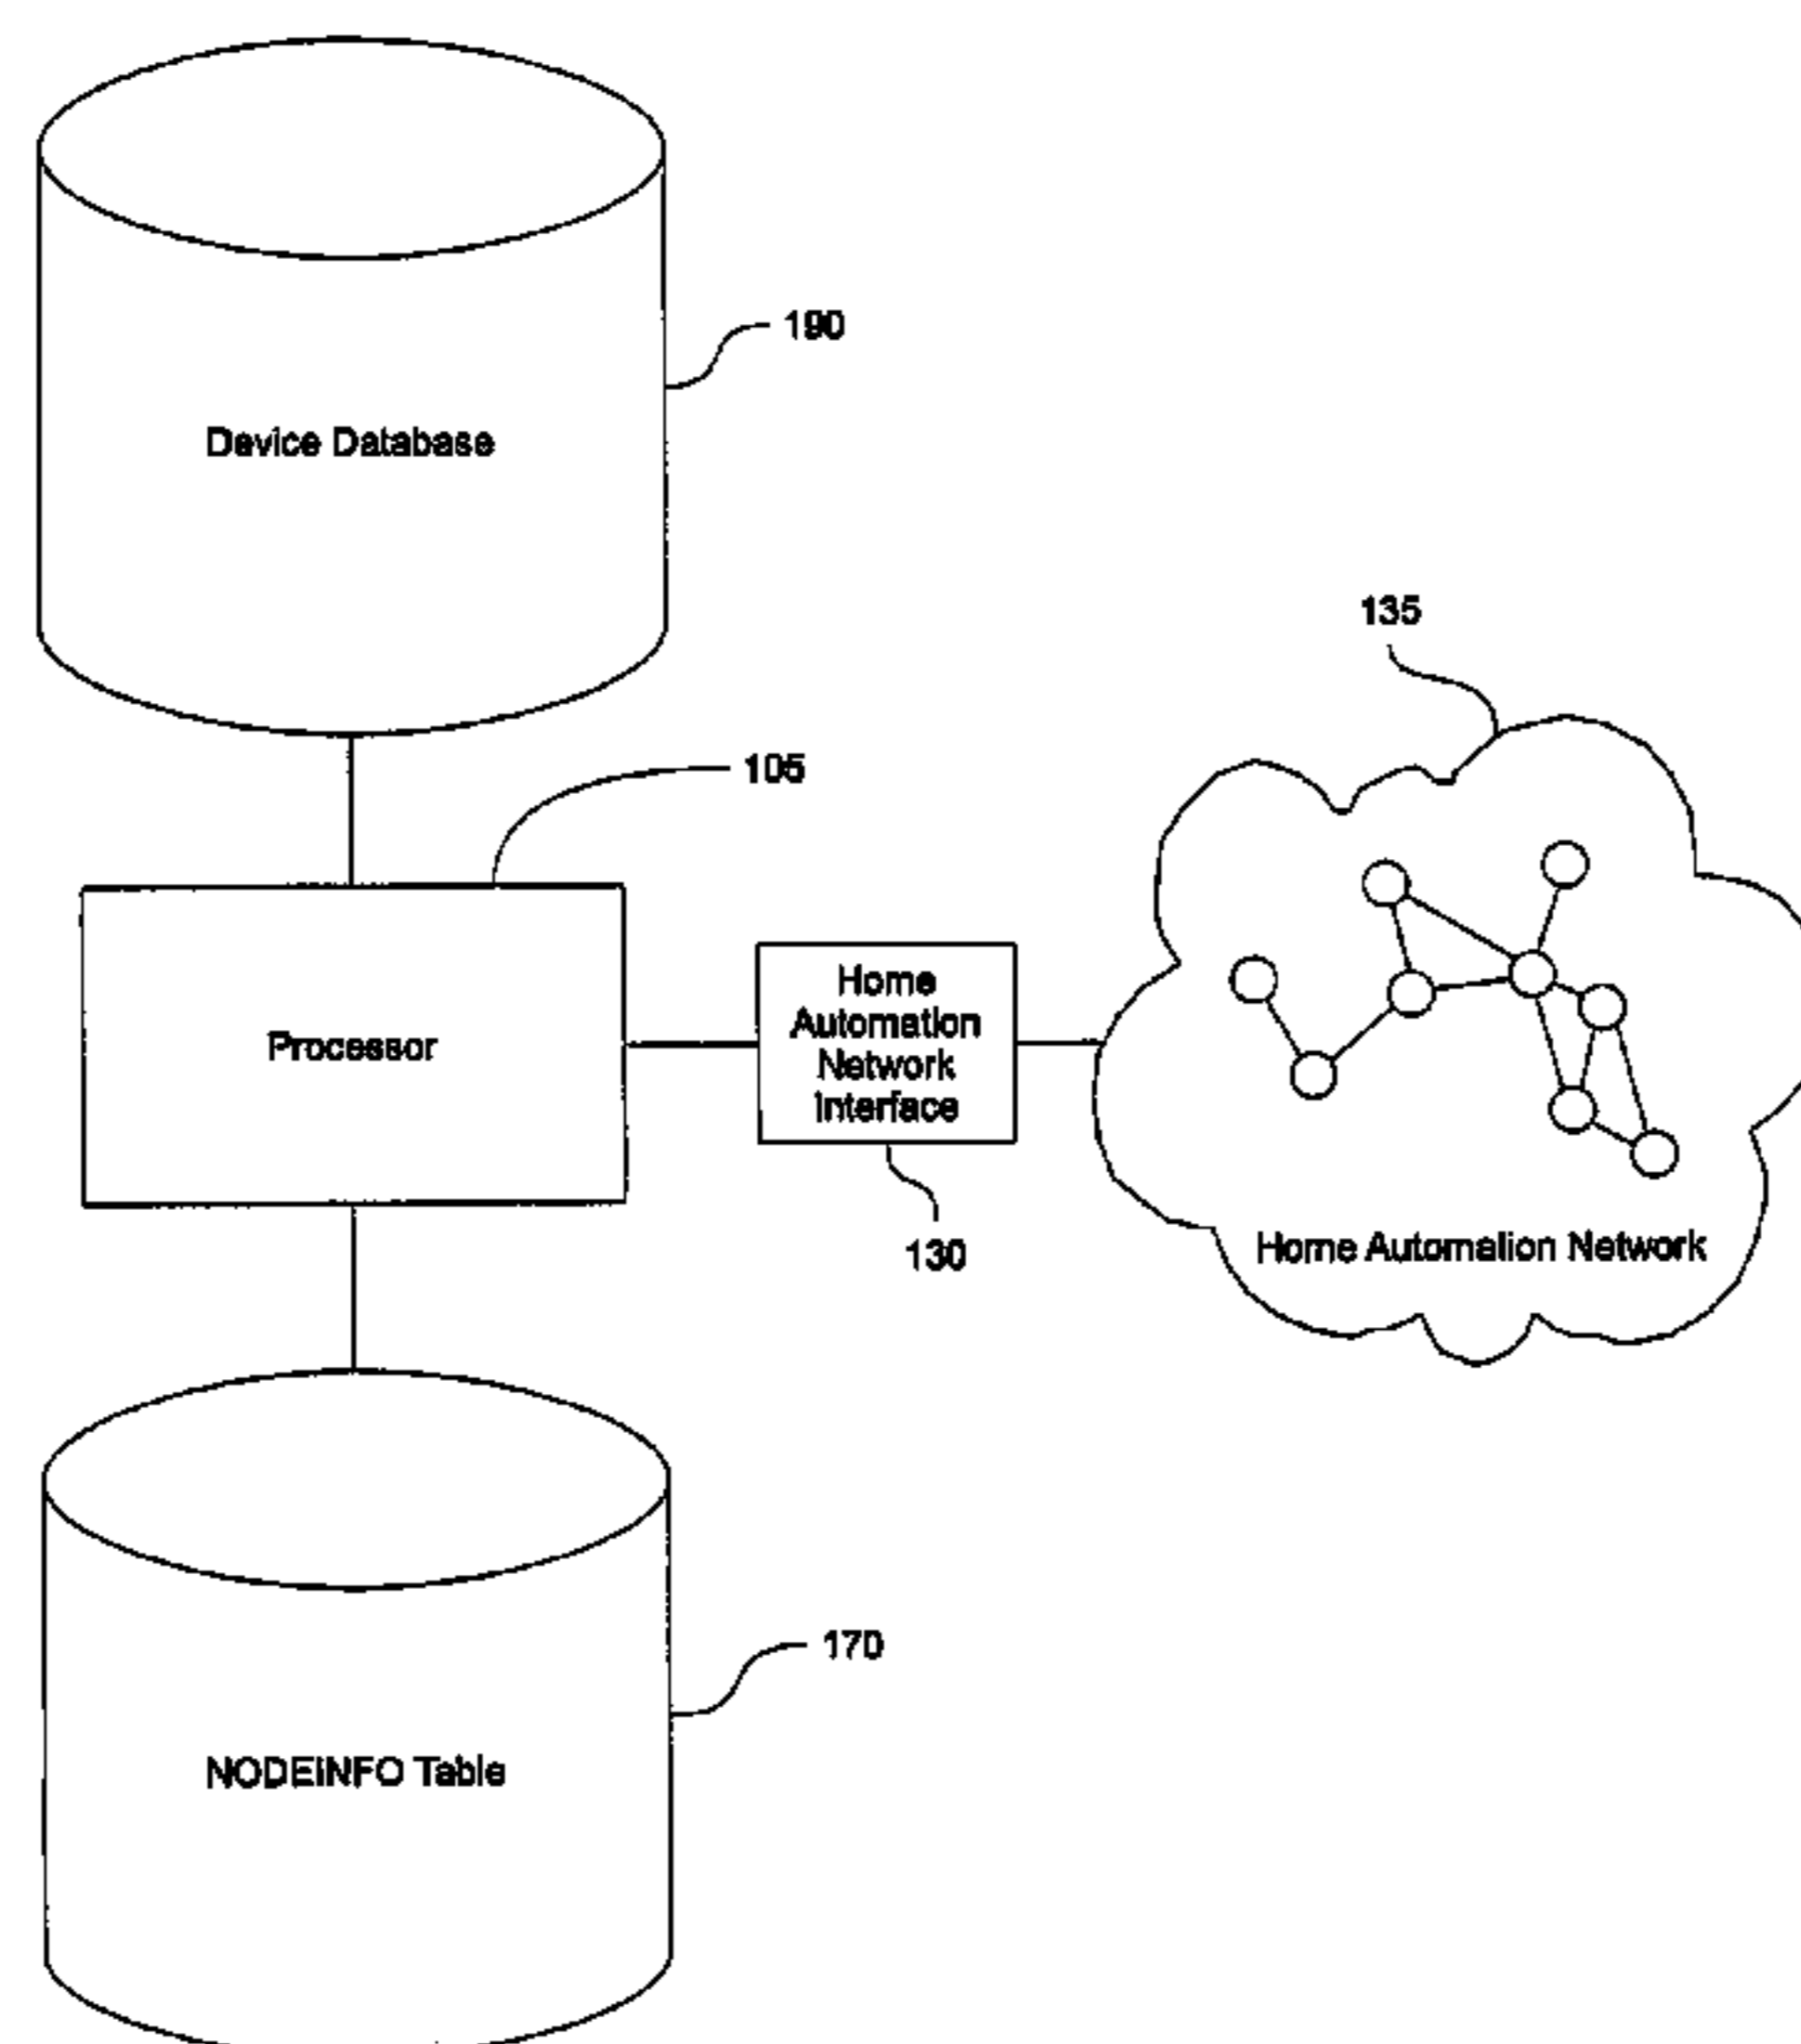 190
Device Database
135
105
Home
Automation
Network
Interface
Processor
130
Home Automation Network
170
NODEINFO Table